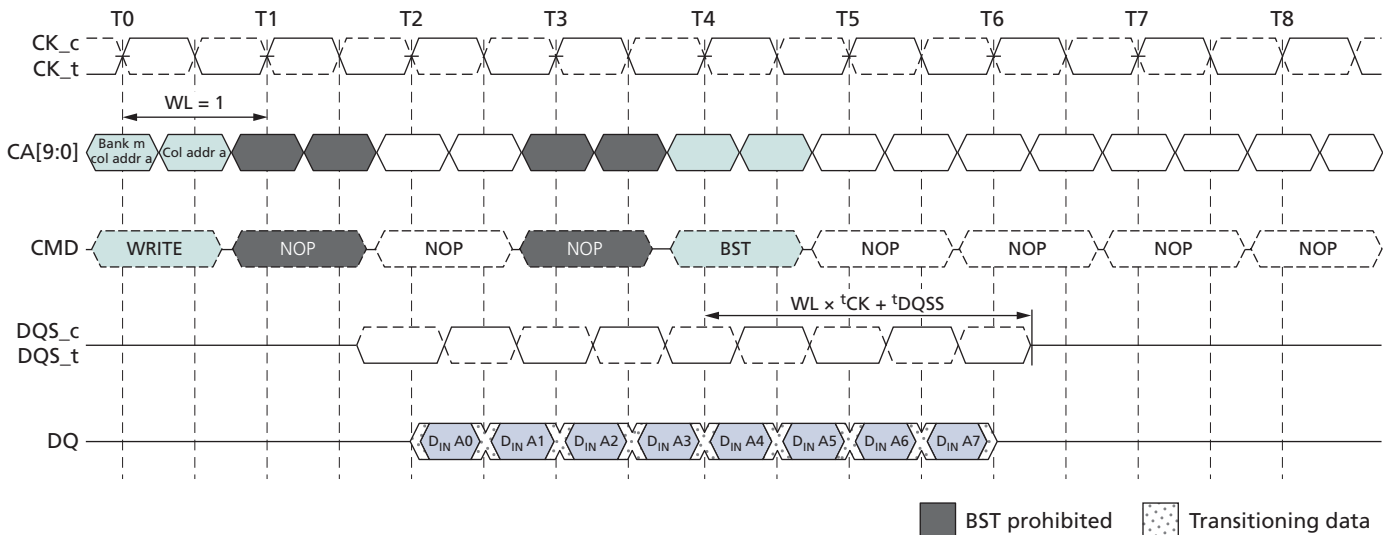 T0 T1 T2 T3 T4 T5 T6 T7 T8
CK_c
CK_t
WL = 1
CA[9:0]
Bank m
col addr a
Col addr a
CMD WRITE NOP NOP NOP BST NOP NOP NOP NOP
WL × tCK + tDQSS
DQS_c
DQS_t
DQ DIN A0 DIN A1 DIN A2 DIN A3 DIN A4 DIN A5 DIN A6 DIN A7
BST prohibited Transitioning data